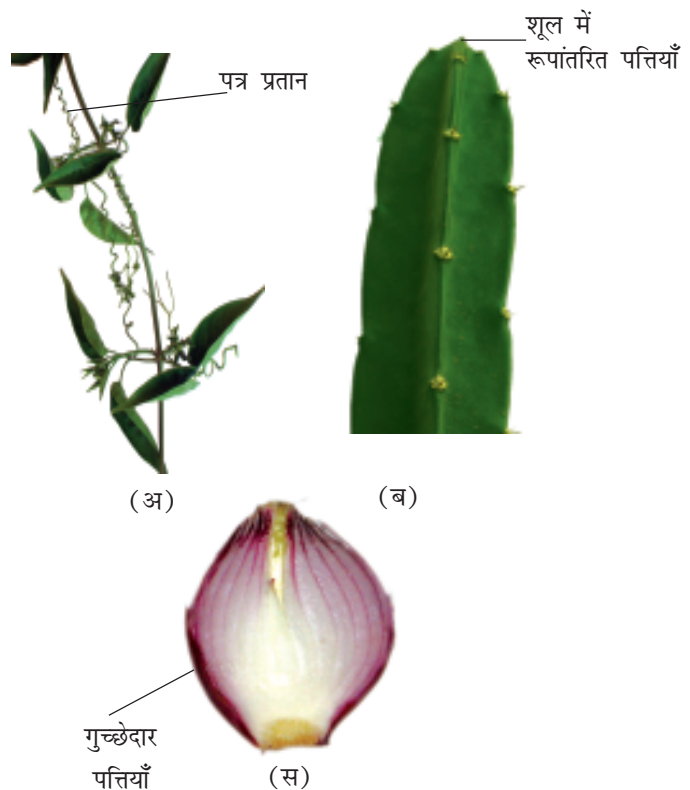 शूल में
रूपांतरित पत्तियाँ
पत्र प्रतान
(अ)
(ब)
गुच्छेदार
पत्तियाँ
(स)